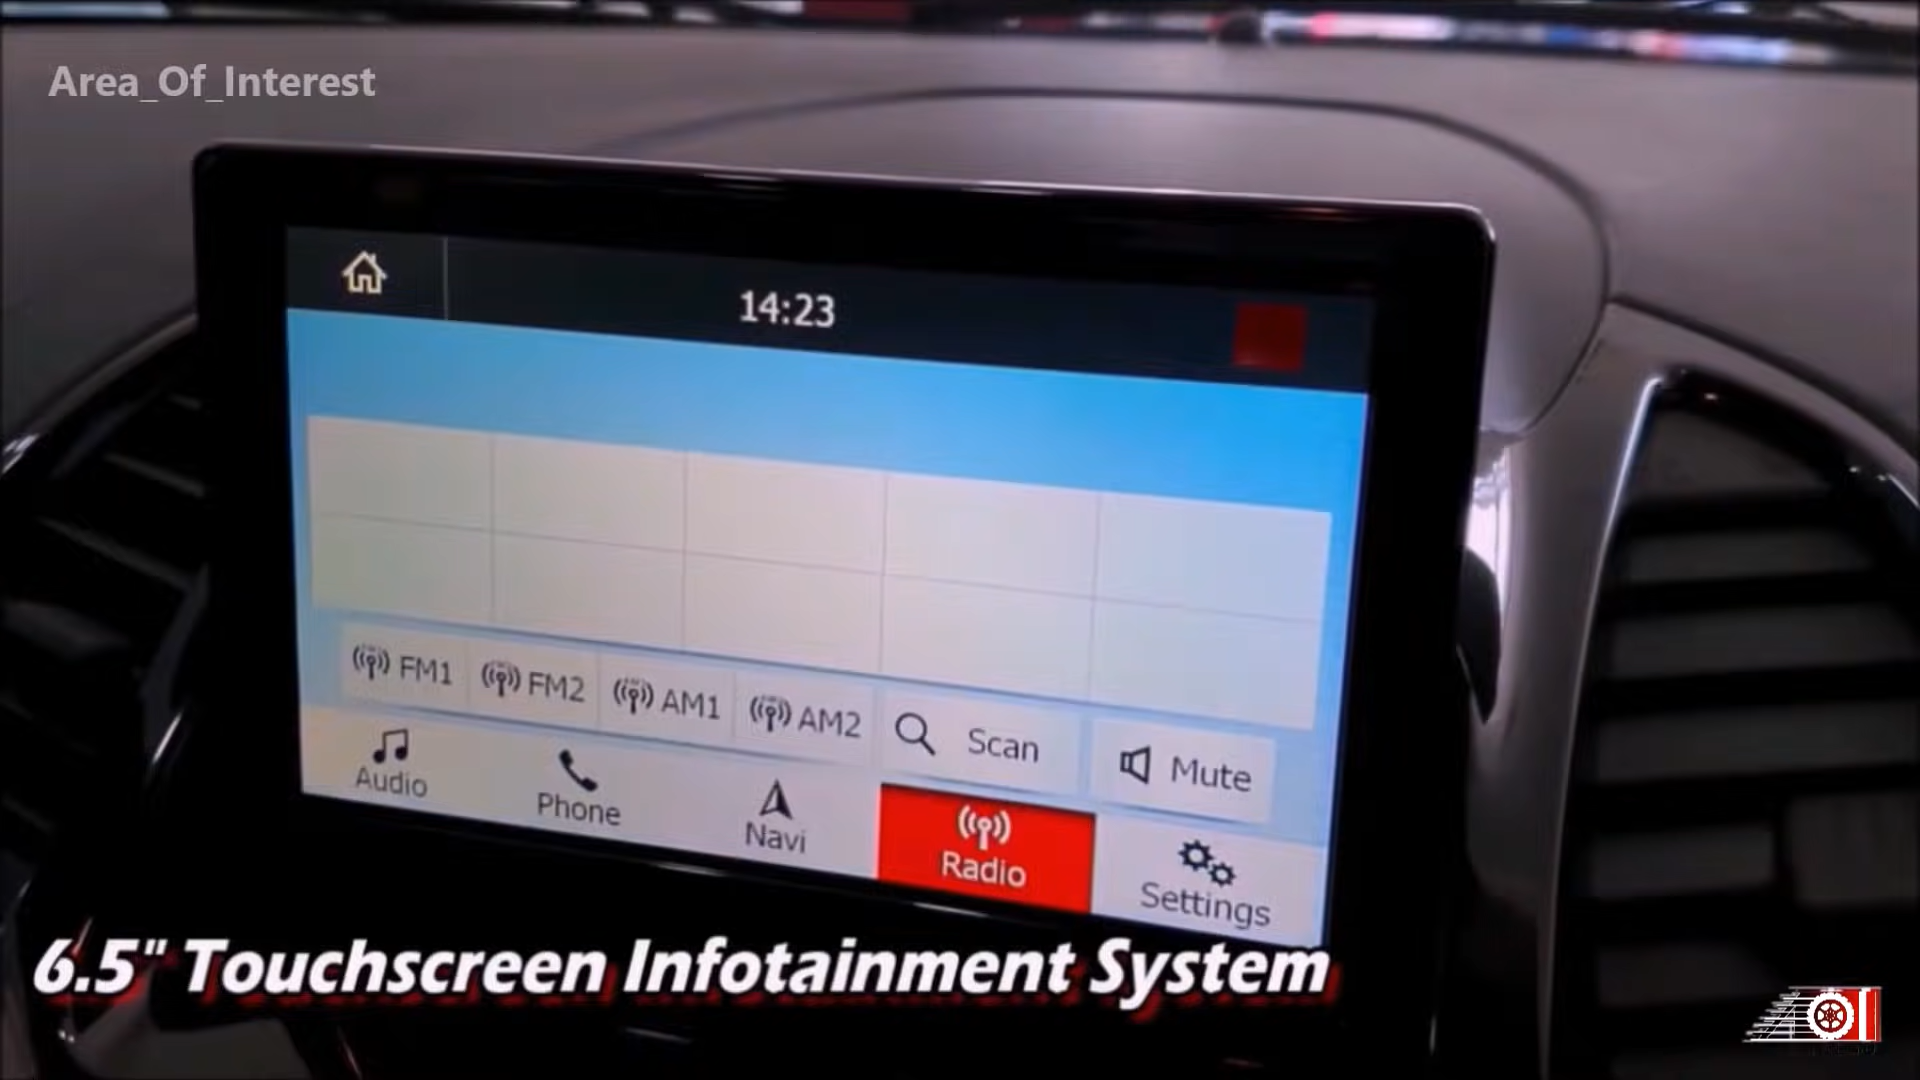 Area_Of_Interest
14:23
FM1 FM2 AM1 AM2 Scan Mute
Audio Phone Navi Radio Settings
6.5" Touchscreen Infotainment System